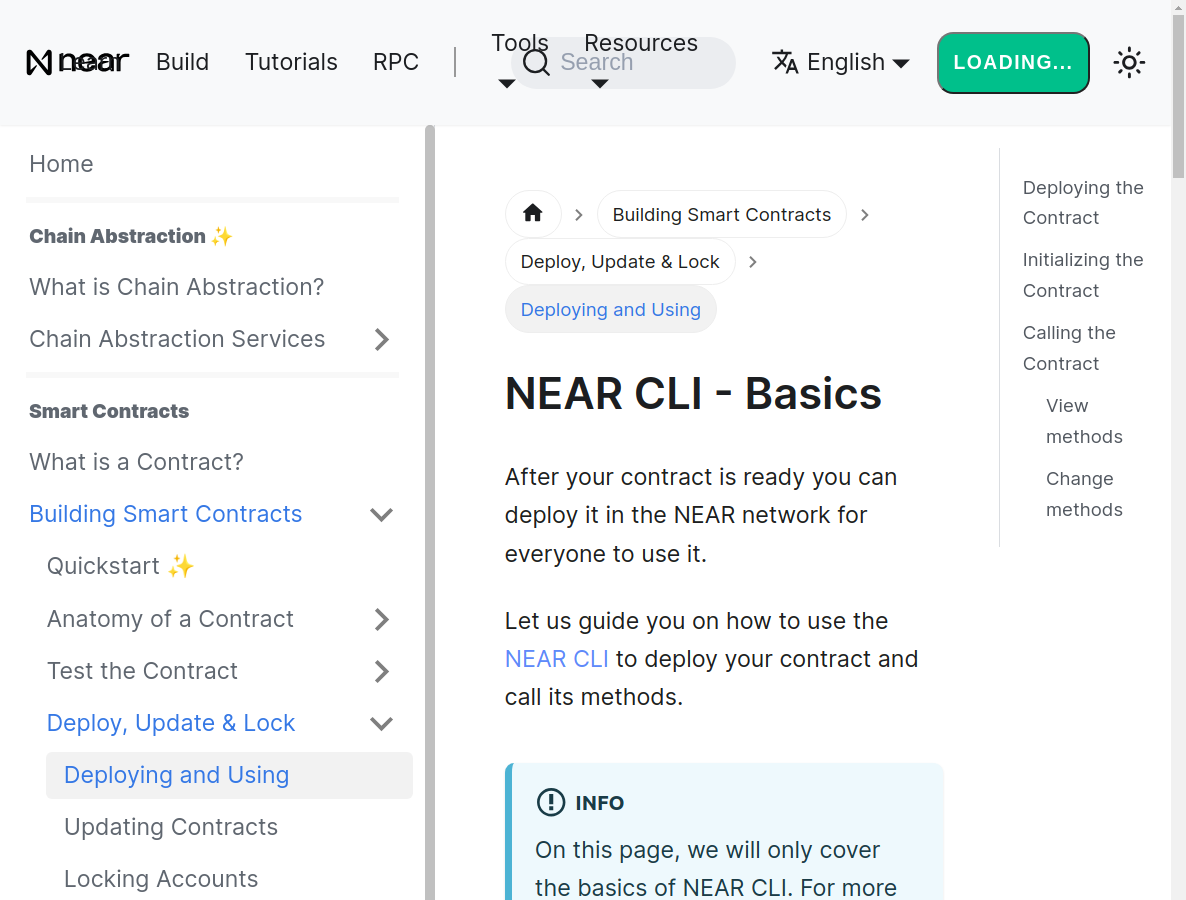 near
Learn
Build
Tutorials
RPC
Tools
Resources
Search
English
LOADING...
Home
Chain Abstraction ✨
What is Chain Abstraction?
Chain Abstraction Services
Smart Contracts
What is a Contract?
Building Smart Contracts
Quickstart ✨
Anatomy of a Contract
Test the Contract
Deploy, Update & Lock
Deploying and Using
Updating Contracts
Locking Accounts
Building Smart Contracts
Deploy, Update & Lock
Deploying and Using
NEAR CLI - Basics
After your contract is ready you can
deploy it in the NEAR network for
everyone to use it.
Let us guide you on how to use the
NEAR CLI to deploy your contract and
call its methods.
INFO
On this page, we will only cover
the basics of NEAR CLI. For more
Deploying the
Contract
Initializing the
Contract
Calling the
Contract
View
methods
Change
methods